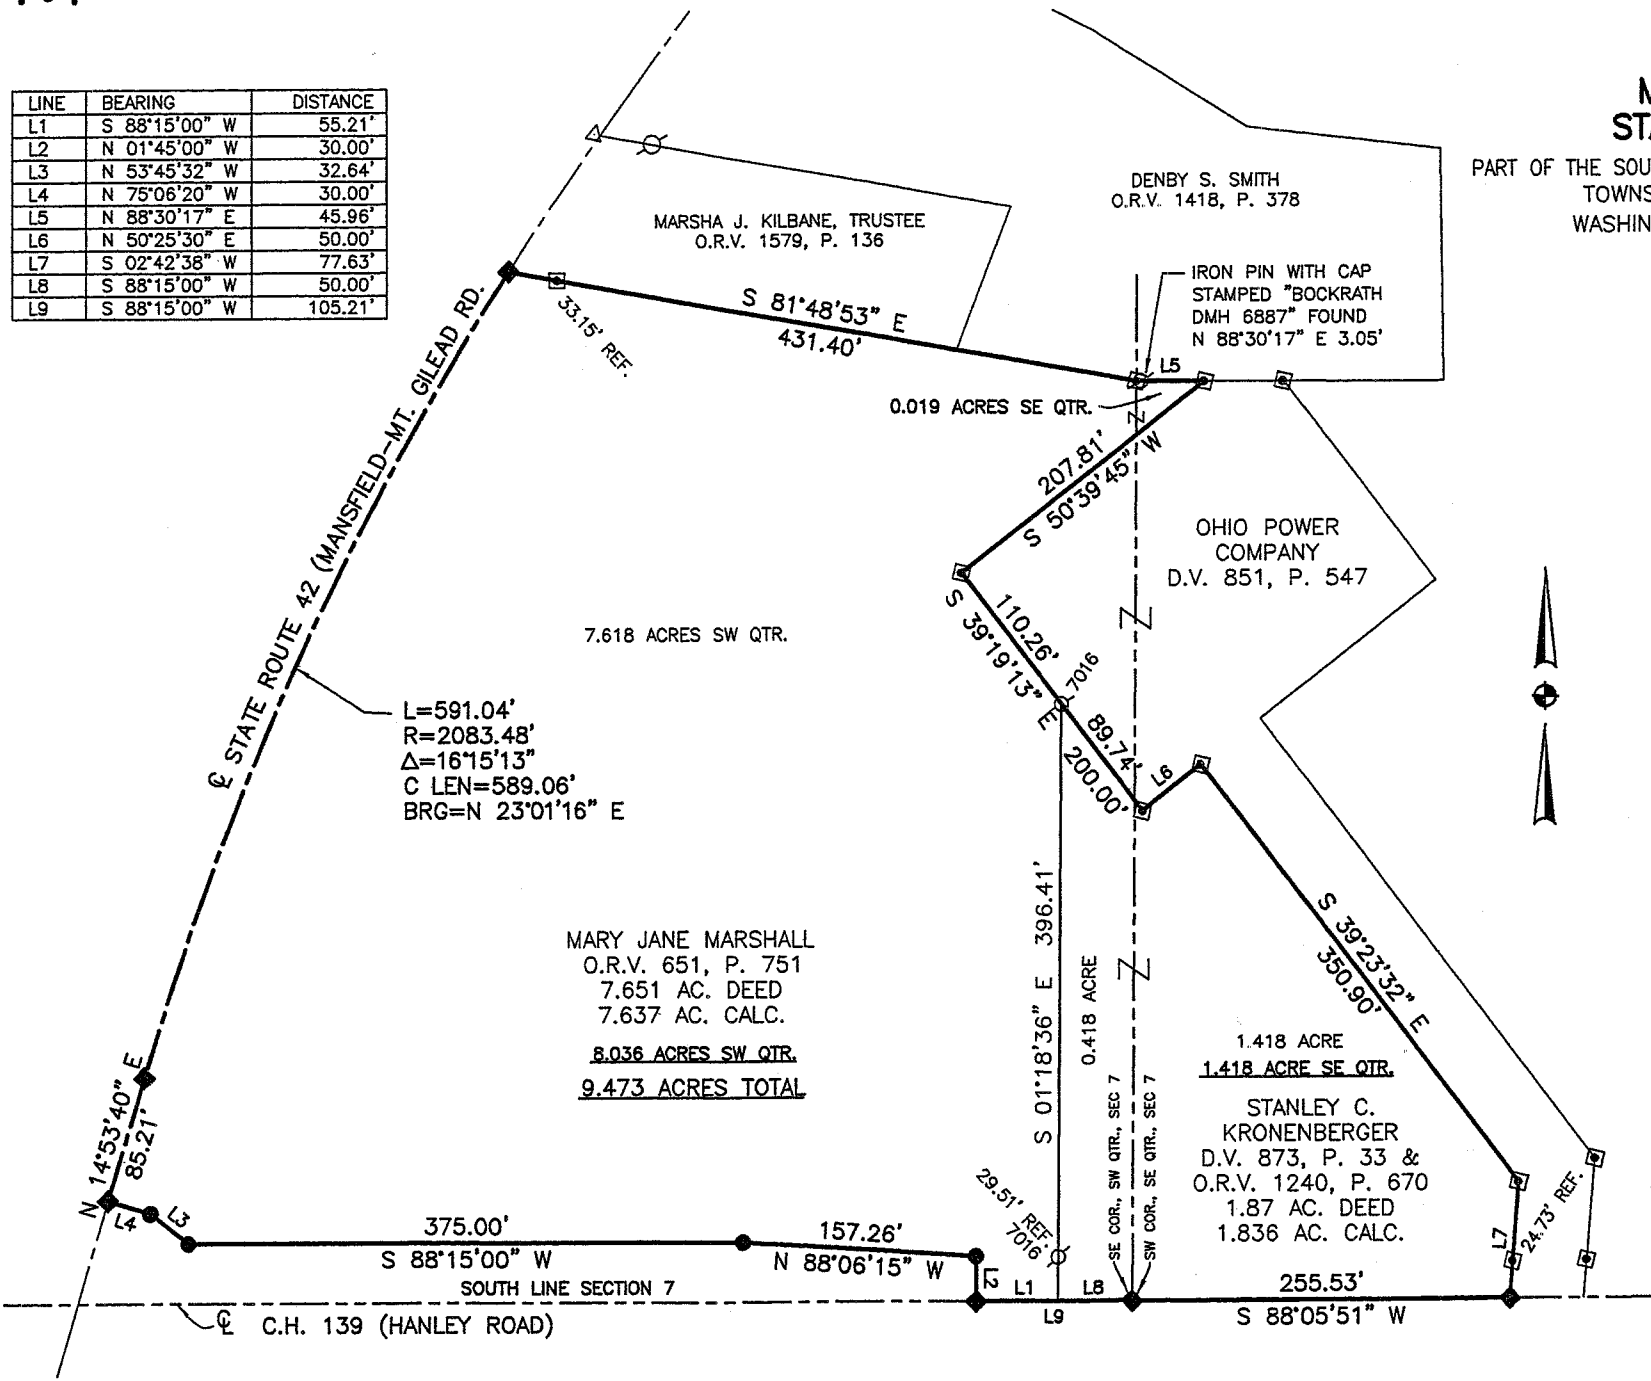 LINE BEARING DISTANCE
L1 S 88°15'00" W 55.21'
L2 N 01°45'00" W 30.00'
L3 N 53°45'32" W 32.64'
L4 N 75°06'20" W 30.00'
L5 N 88°30'17" E 45.96'
L6 N 50°25'30" E 50.00'
L7 S 02°42'38" W 77.63'
L8 S 88°15'00" W 50.00'
L9 S 88°15'00" W 105.21'
PART OF THE SOU
TOWNS
WASHIN
DENBY S. SMITH
O.R.V. 1418, P. 378
MARSHA J. KILBANE, TRUSTEE
O.R.V. 1579, P. 136
IRON PIN WITH CAP
STAMPED "BOCKRATH
DMH 6887" FOUND
N 88°30'17" E 3.05'
S 81°48'53" E
431.40'
33.15' REF.
L5
0.019 ACRES SE QTR.
207.81'
S 50°39'45" W
OHIO POWER
COMPANY
D.V. 851, P. 547
℄ STATE ROUTE 42 (MANSFIELD-MT. GILEAD RD.
7.618 ACRES SW QTR.
110.26'
S 39°19'13" E 200.00'
7016
89.74'
L6
L=591.04'
R=2083.48'
Δ=16°15'13"
C LEN=589.06'
BRG=N 23°01'16" E
S 39°23'32" E
350.90'
S 01°18'36" E 396.41'
0.418 ACRE
MARY JANE MARSHALL
O.R.V. 651, P. 751
7.651 AC. DEED
7.637 AC. CALC.
8.036 ACRES SW QTR.
9.473 ACRES TOTAL
1.418 ACRE
1.418 ACRE SE QTR.
STANLEY C.
KRONENBERGER
D.V. 873, P. 33 &
O.R.V. 1240, P. 670
1.87 AC. DEED
1.836 AC. CALC.
SE COR., SW QTR., SEC 7
SW COR., SE QTR., SEC 7
N 14°53'40" E
85.21'
L4
L3
375.00'
S 88°15'00" W
157.26'
N 88°06'15" W
29.51' REF.
7016
L2
L1
L8
L9
L7
24.73' REF.
255.53'
S 88°05'51" W
SOUTH LINE SECTION 7
℄ C.H. 139 (HANLEY ROAD)